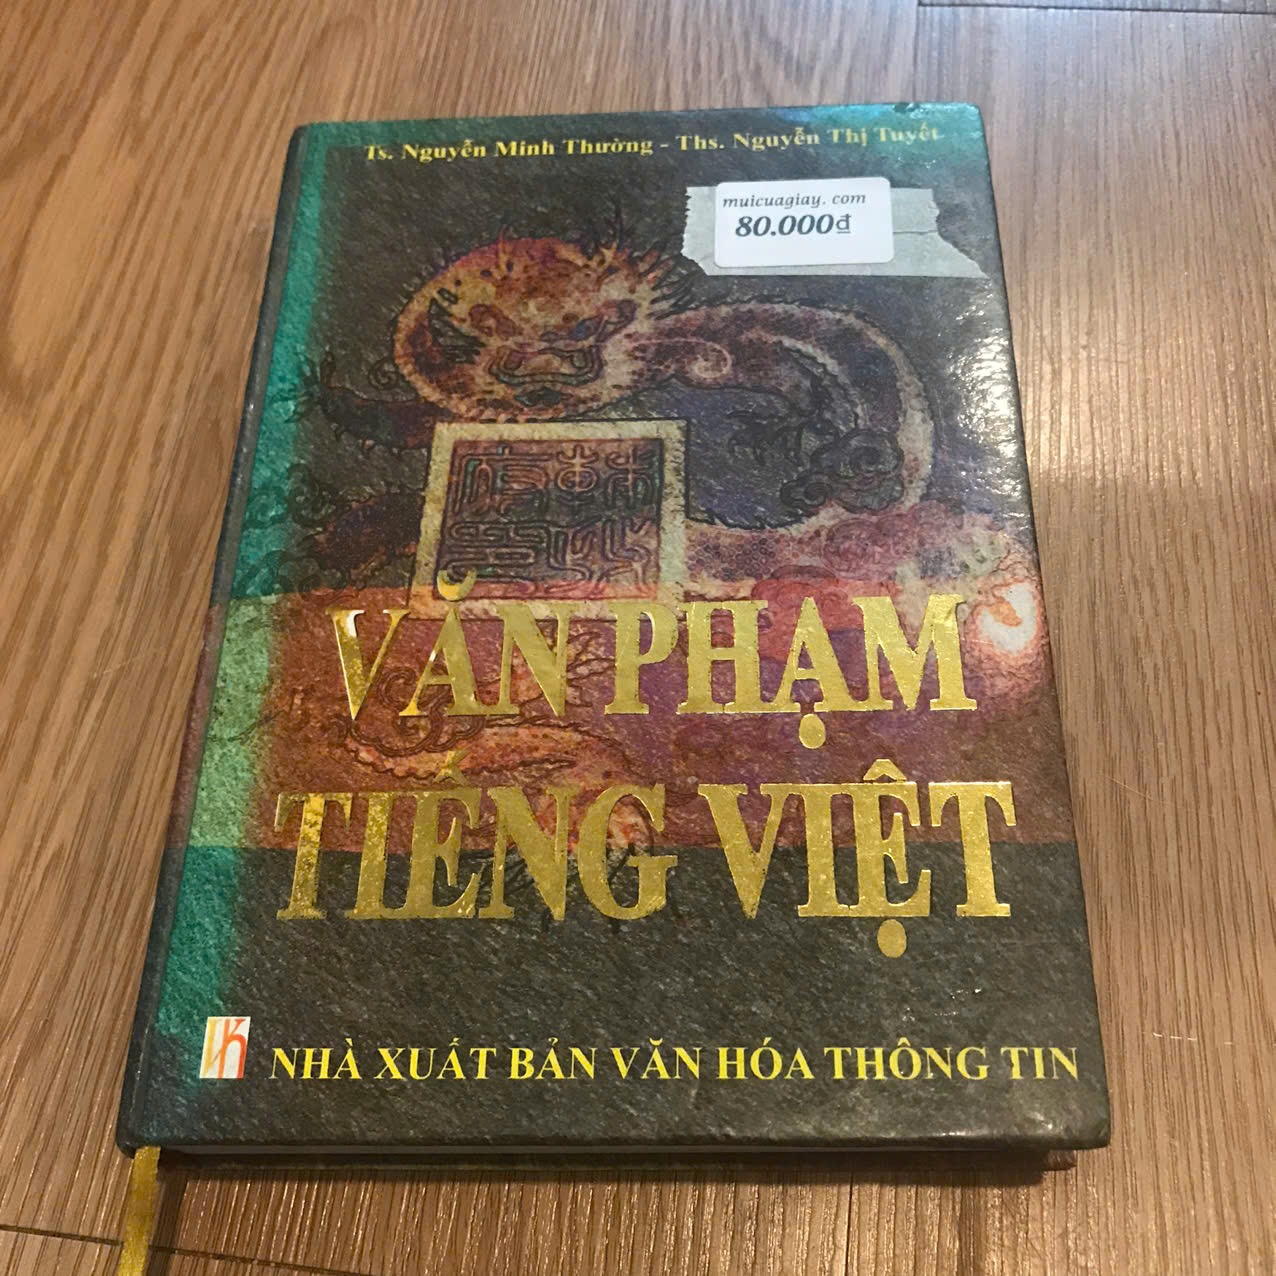 Ts. Nguyễn Minh Thường - Ths. Nguyễn Thị Tuyết
muicuagiay. com
80.000đ
VĂN PHẠM
TIẾNG VIỆT
NHÀ XUẤT BẢN VĂN HÓA THÔNG TIN